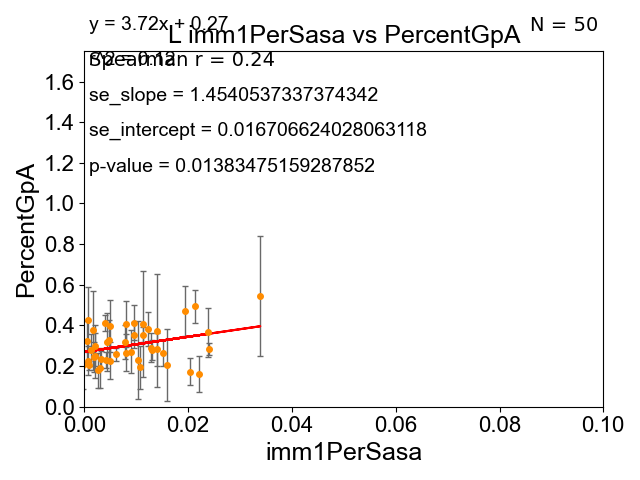 y = 3.72x + 0.27
N = 50
L imm1PerSasa vs PercentGpA
Spearman r = 0.24
se_slope = 1.4540537337374342
se_intercept = 0.016706624028063118
p-value = 0.01383475159287852
PercentGpA
1.6
1.4
1.2
1.0
0.8
0.6
0.4
0.2
0.0
0.00
0.02
0.04
0.06
0.08
0.10
imm1PerSasa